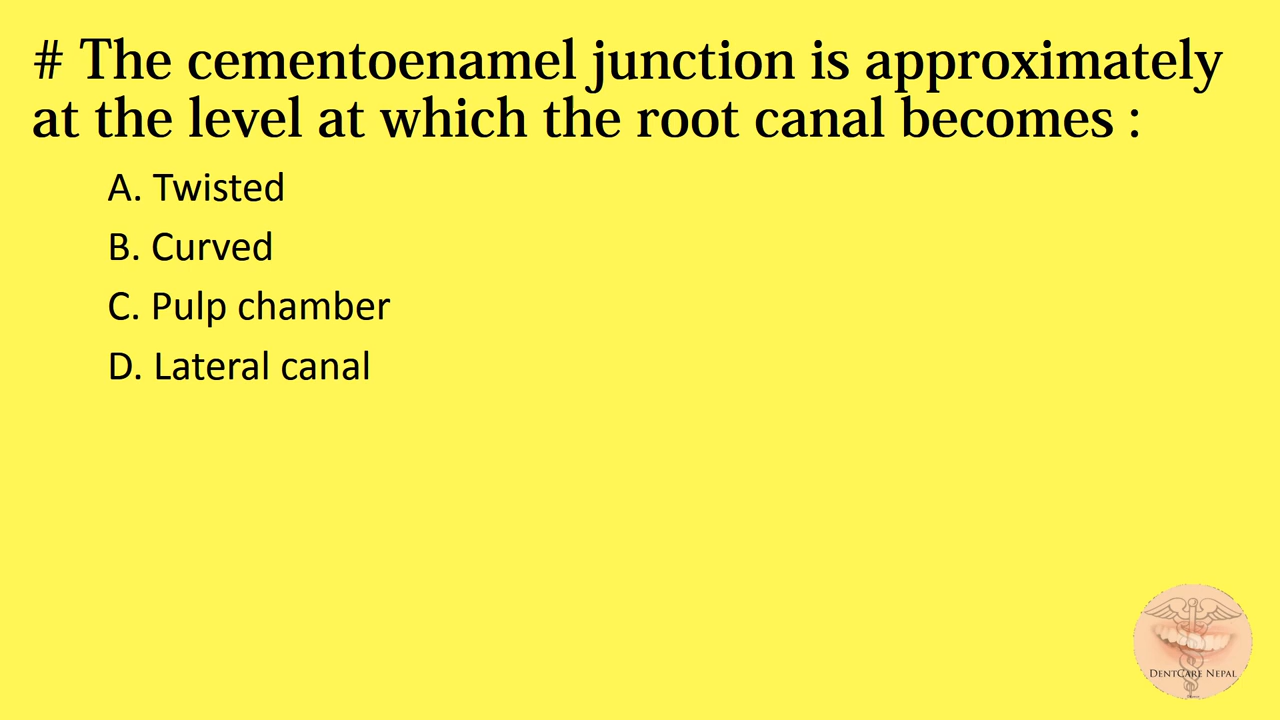 # The cementoenamel junction is approximately
at the level at which the root canal becomes :
A. Twisted
B. Curved
C. Pulp chamber
D. Lateral canal
DentCare Nepal